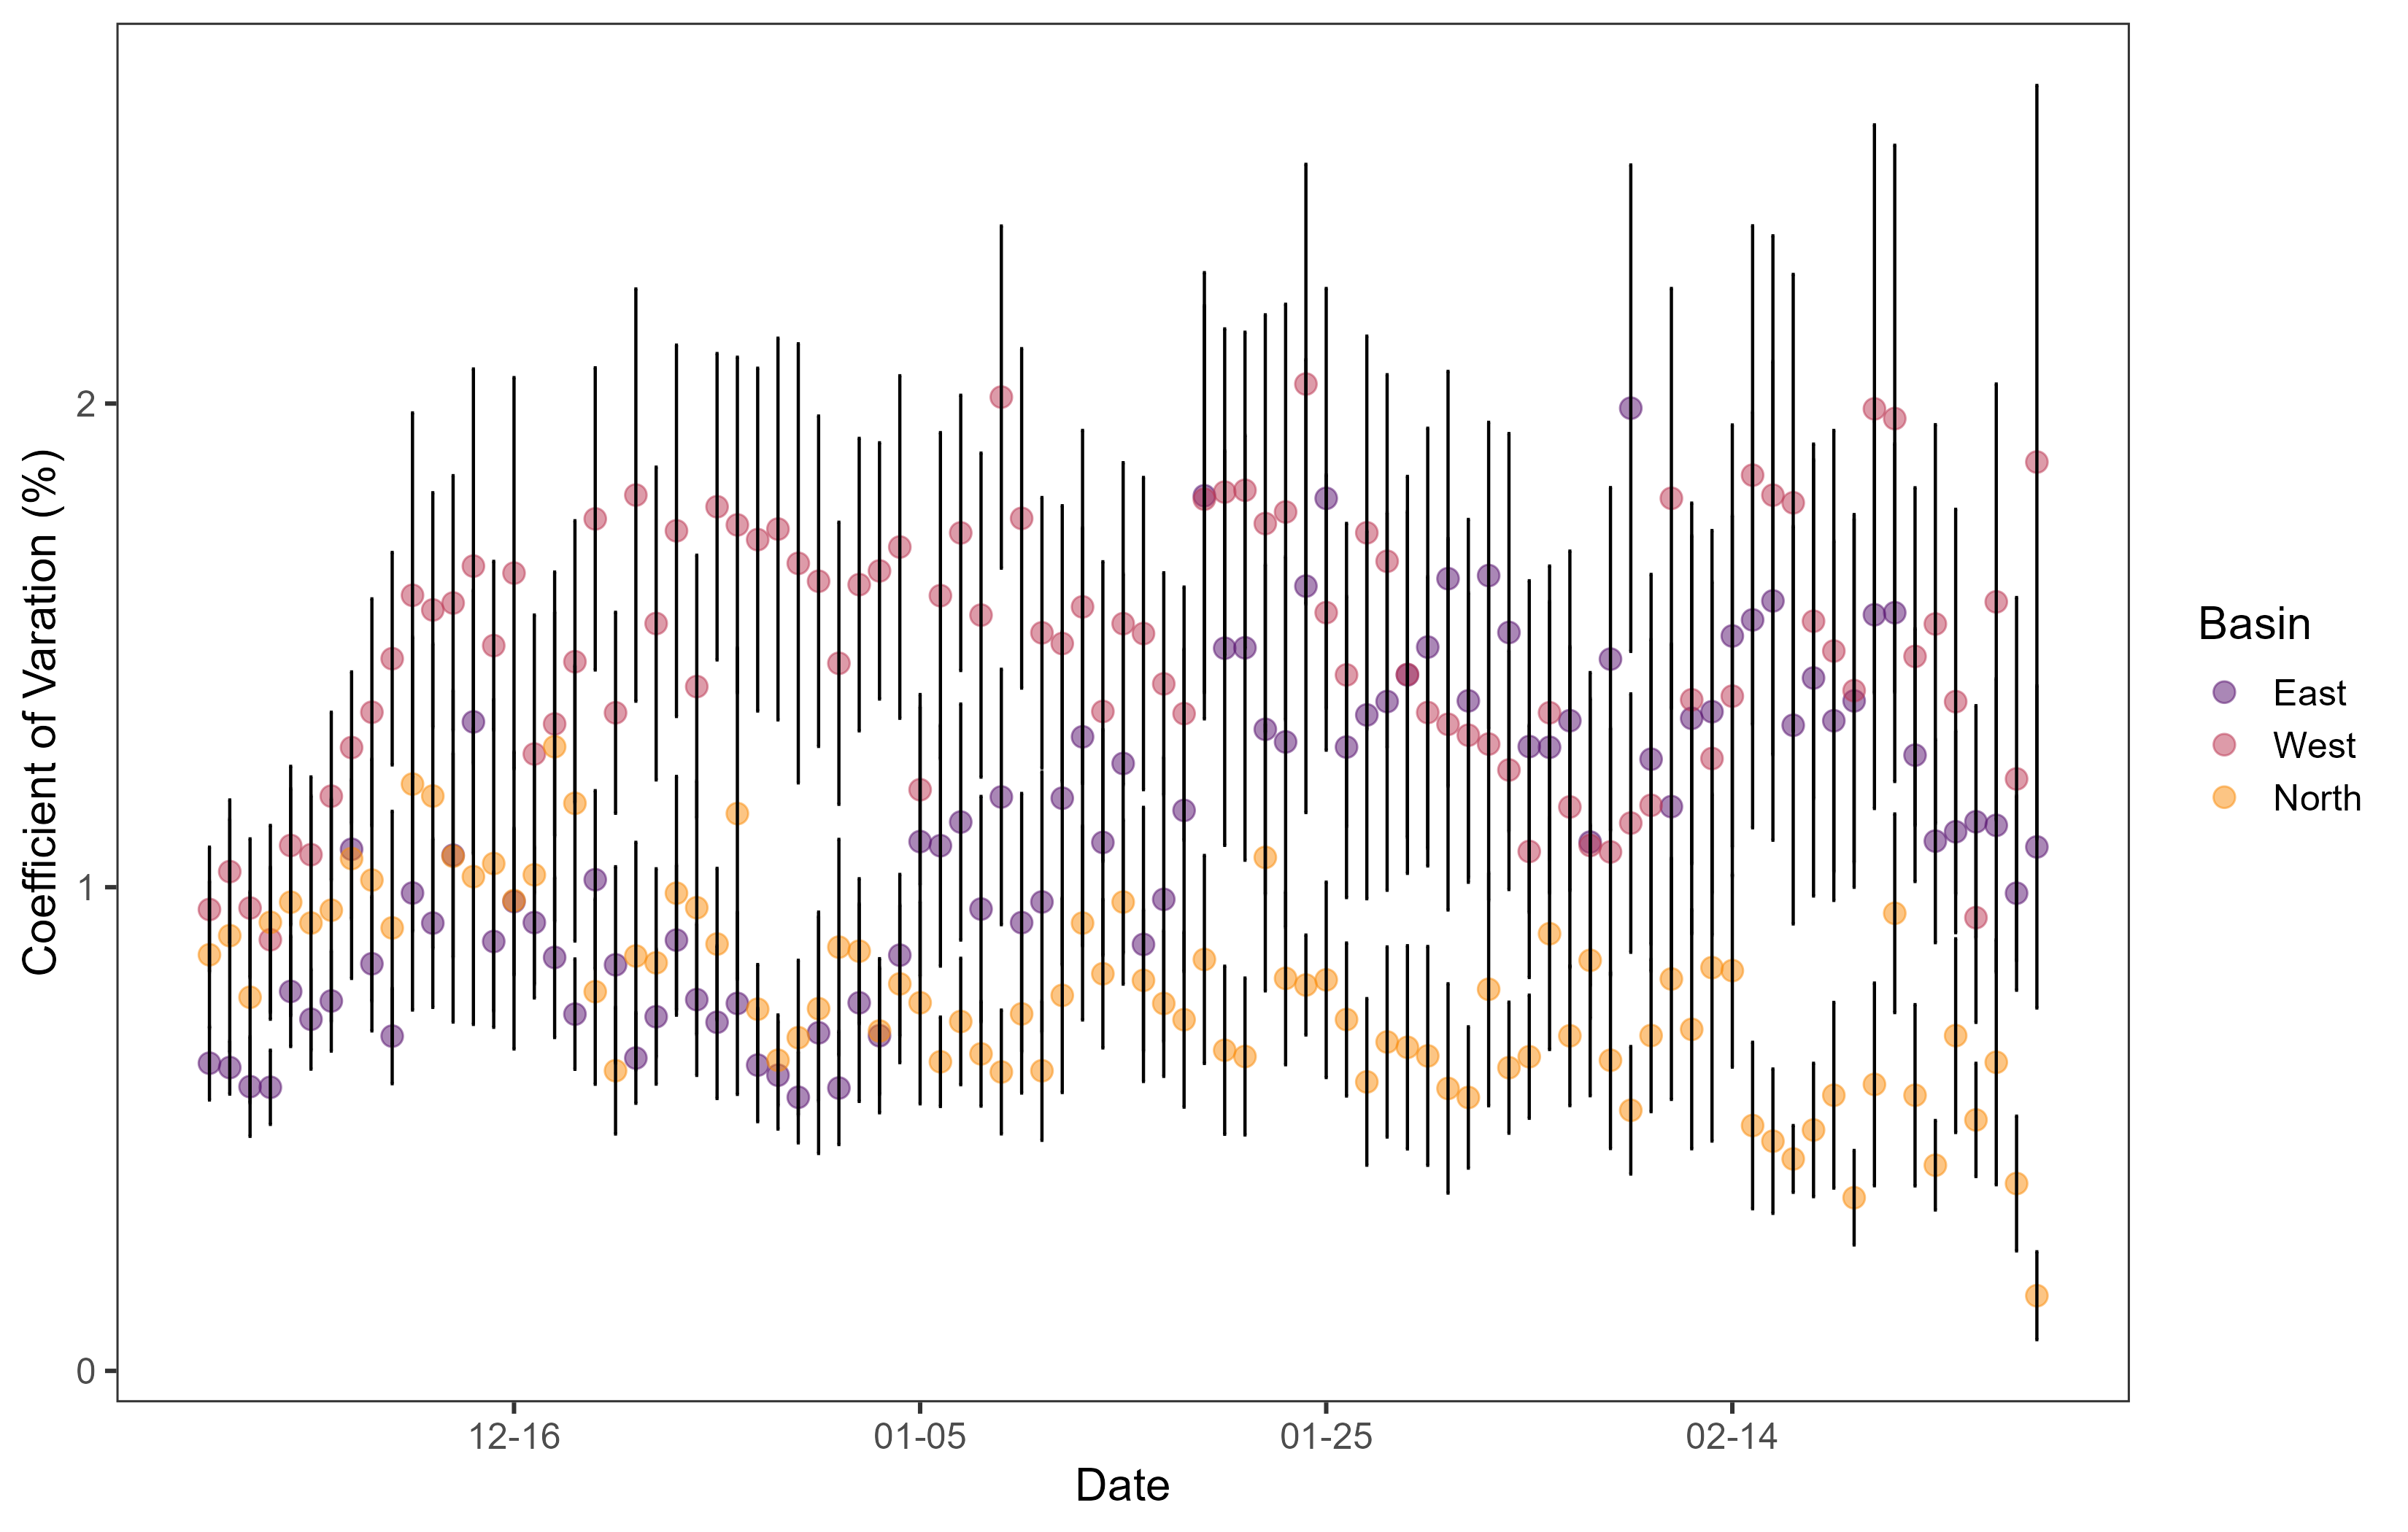 Coefficient of Varation (%)
2
1
0
12-16
01-05
01-25
02-14
Date
Basin
East
West
North